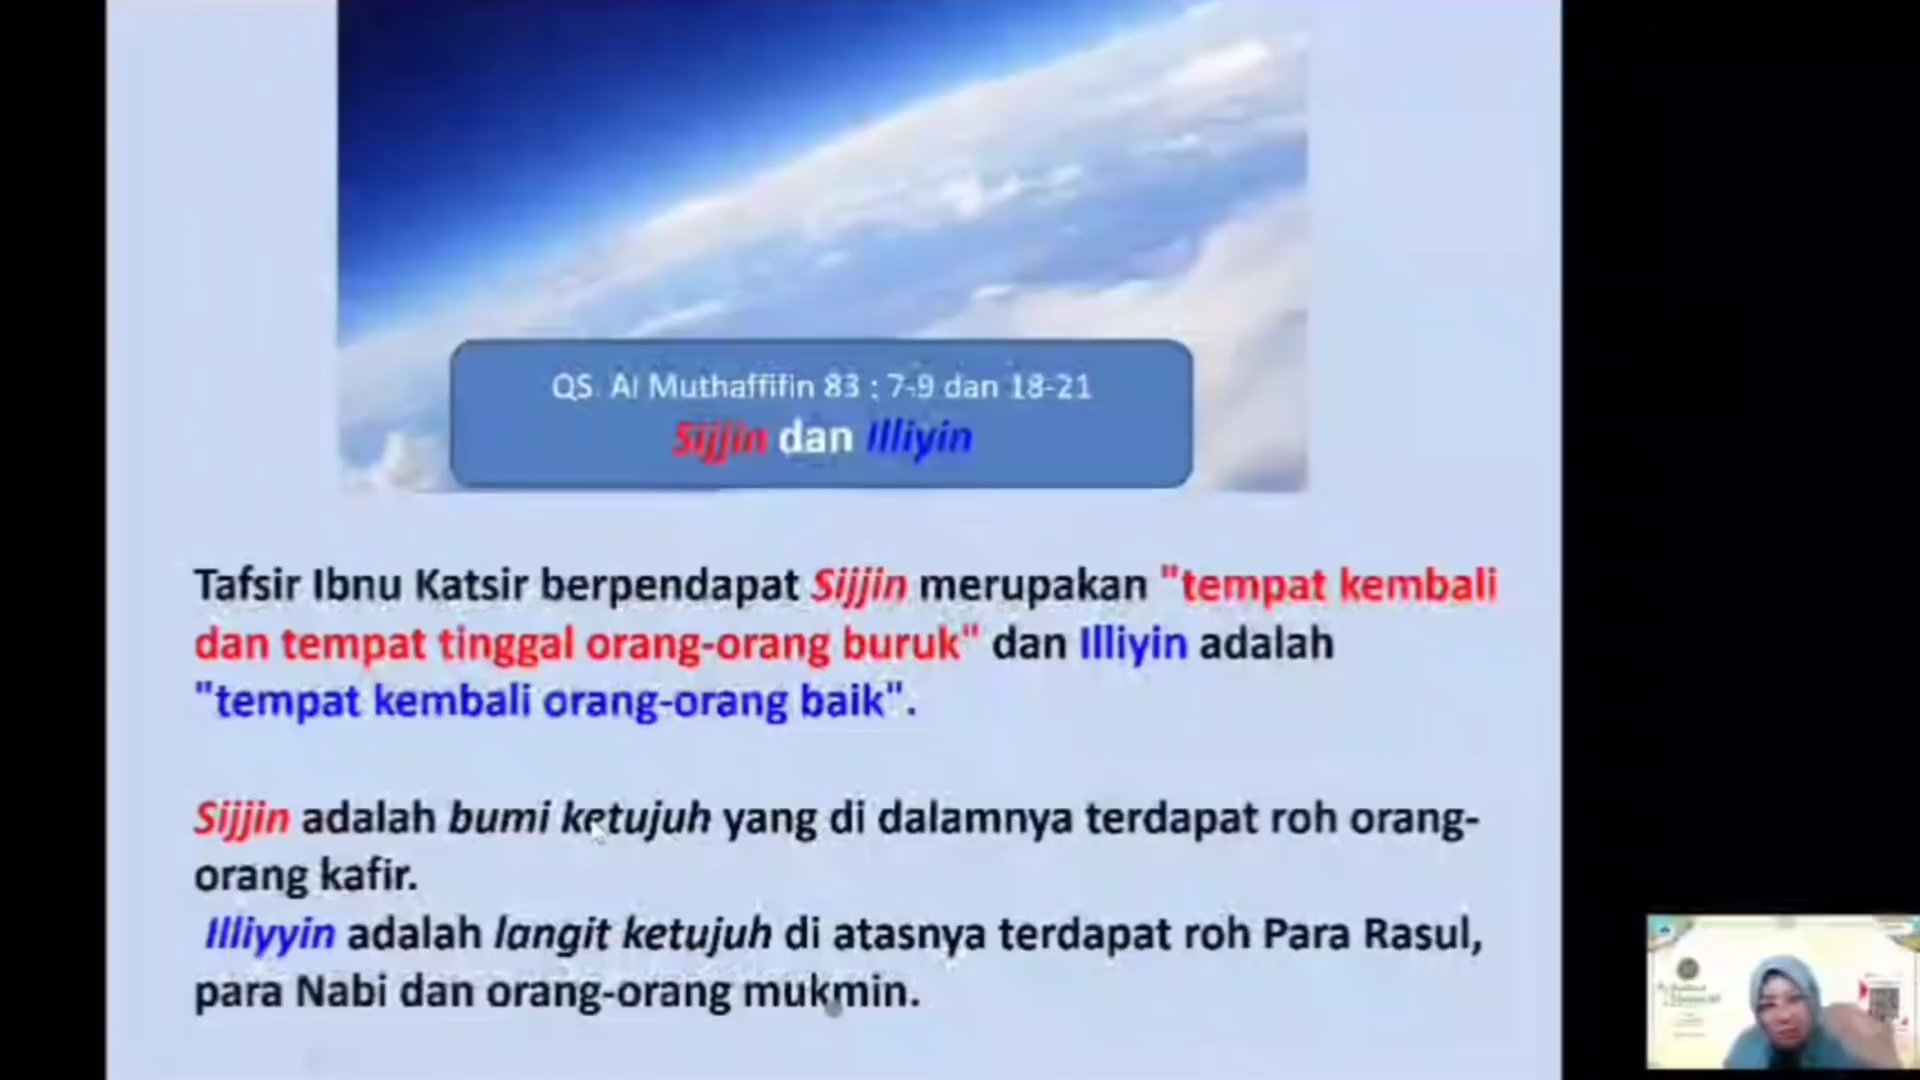 QS. Al Muthaffifin 83 : 7-9 dan 18-21
Sijjin dan Illiyin
Tafsir Ibnu Katsir berpendapat Sijjin merupakan "tempat kembali
dan tempat tinggal orang-orang buruk" dan Illiyin adalah
"tempat kembali orang-orang baik".
Sijjin adalah bumi ketujuh yang di dalamnya terdapat roh orang-
orang kafir.
Illiyyin adalah langit ketujuh di atasnya terdapat roh Para Rasul,
para Nabi dan orang-orang mukmin.